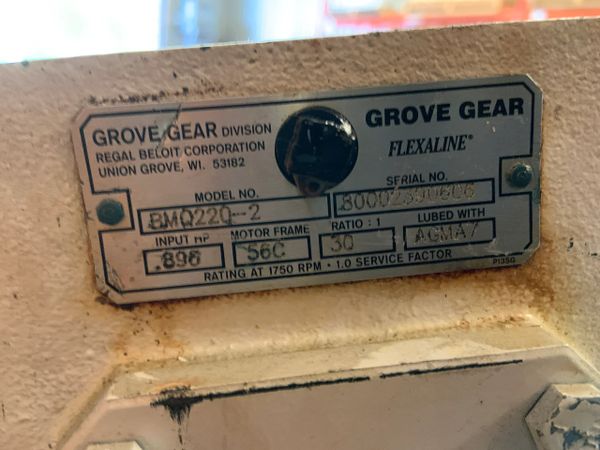 GROVE GEAR DIVISION
REGAL BELOIT CORPORATION
UNION GROVE, WI. 53182
GROVE GEAR
FLEXALINE®
MODEL NO.
BMQ220-2
SERIAL NO.
INPUT HP
.896
MOTOR FRAME
56C
RATIO : 1
30
LUBED WITH
AGMA7
RATING AT 1750 RPM • 1.0 SERVICE FACTOR